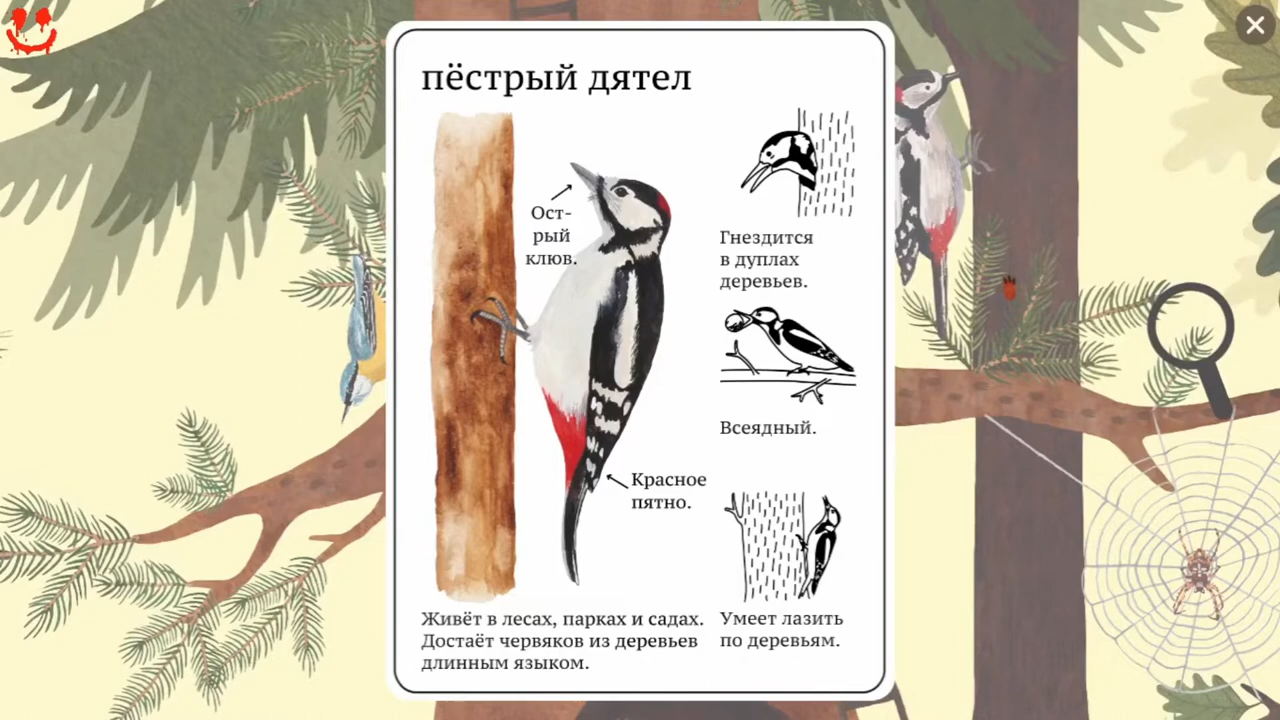 пёстрый дятел
Ост-
рый
клюв.
Красное
пятно.
Живёт в лесах, парках и садах.
Достаёт червяков из деревьев
длинным языком.
Гнездится
в дуплах
деревьев.
Всеядный.
Умеет лазить
по деревьям.